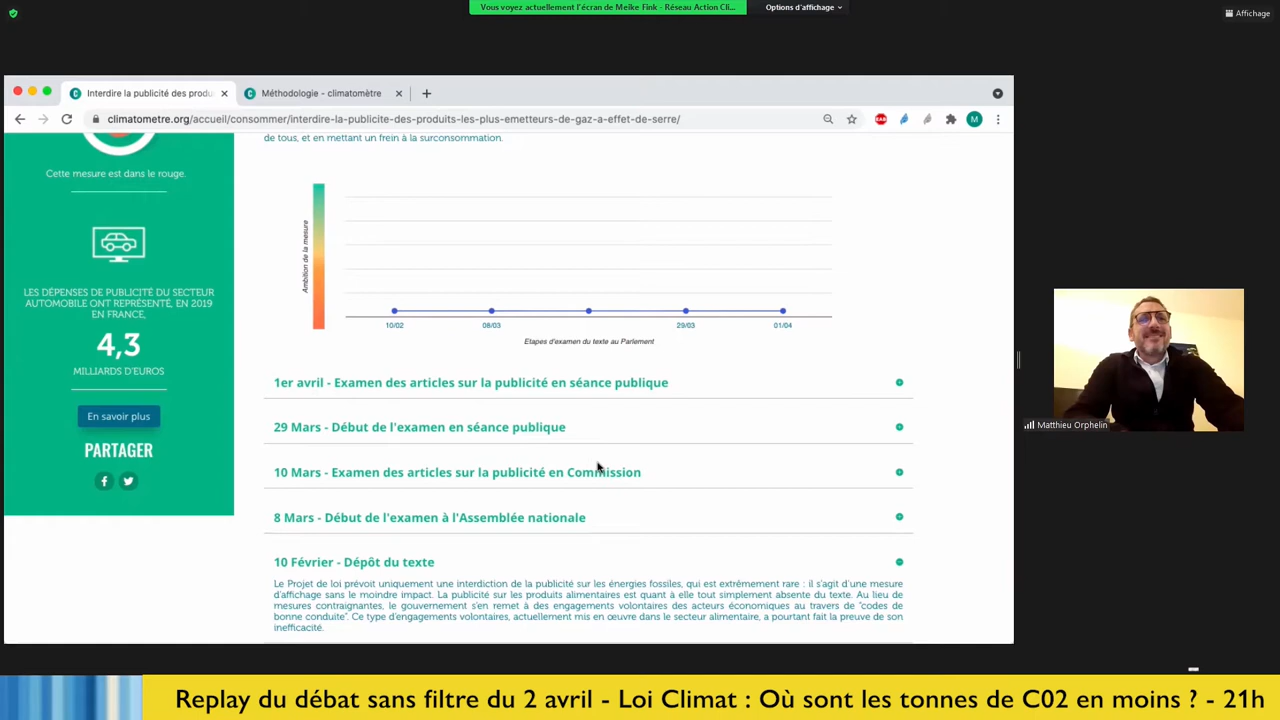 Vous voyez actuellement l'écran de Meike Fink - Réseau Action Cli...
Options d'affichage
Affichage
Interdire la publicité des produ
Méthodologie - climatomètre
climatometre.org/accueil/consommer/interdire-la-publicite-des-produits-les-plus-emetteurs-de-gaz-a-effet-de-serre/
M
de tous, et en mettant un frein à la surconsommation.
Cette mesure est dans le rouge.
LES DÉPENSES DE PUBLICITÉ DU SECTEUR
AUTOMOBILE ONT REPRÉSENTÉ, EN 2019
EN FRANCE,
4,3
MILLIARDS D'EUROS
En savoir plus
PARTAGER
Ambition de la mesure
10/02 08/03 29/03 01/04
Etapes d'examen du texte au Parlement
1er avril - Examen des articles sur la publicité en séance publique
29 Mars - Début de l'examen en séance publique
10 Mars - Examen des articles sur la publicité en Commission
8 Mars - Début de l'examen à l'Assemblée nationale
10 Février - Dépôt du texte
Le Projet de loi prévoit uniquement une interdiction de la publicité sur les énergies fossiles, qui est extrêmement rare : il s'agit d'une mesure
d'affichage sans le moindre impact. La publicité sur les produits alimentaires est quant à elle tout simplement absente du texte. Au lieu de
mesures contraignantes, le gouvernement s'en remet à des engagements volontaires des acteurs économiques au travers de "codes de
bonne conduite". Ce type d'engagements volontaires, actuellement mis en œuvre dans le secteur alimentaire, a pourtant fait la preuve de son
inefficacité.
Matthieu Orphelin
Replay du débat sans filtre du 2 avril - Loi Climat : Où sont les tonnes de C02 en moins ? - 21h